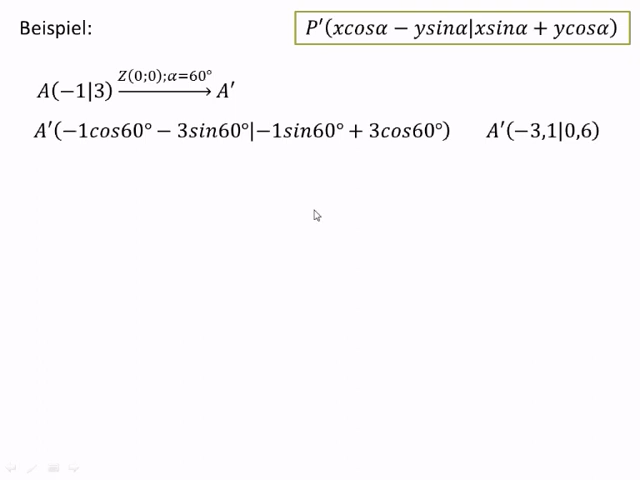 Beispiel:
P′(xcosα − ysinα|xsinα + ycosα)
Z(0;0);α=60°
A(−1|3) ⟶ A′
A′(−1cos60° − 3sin60°|−1sin60° + 3cos60°) A′(−3,1|0,6)